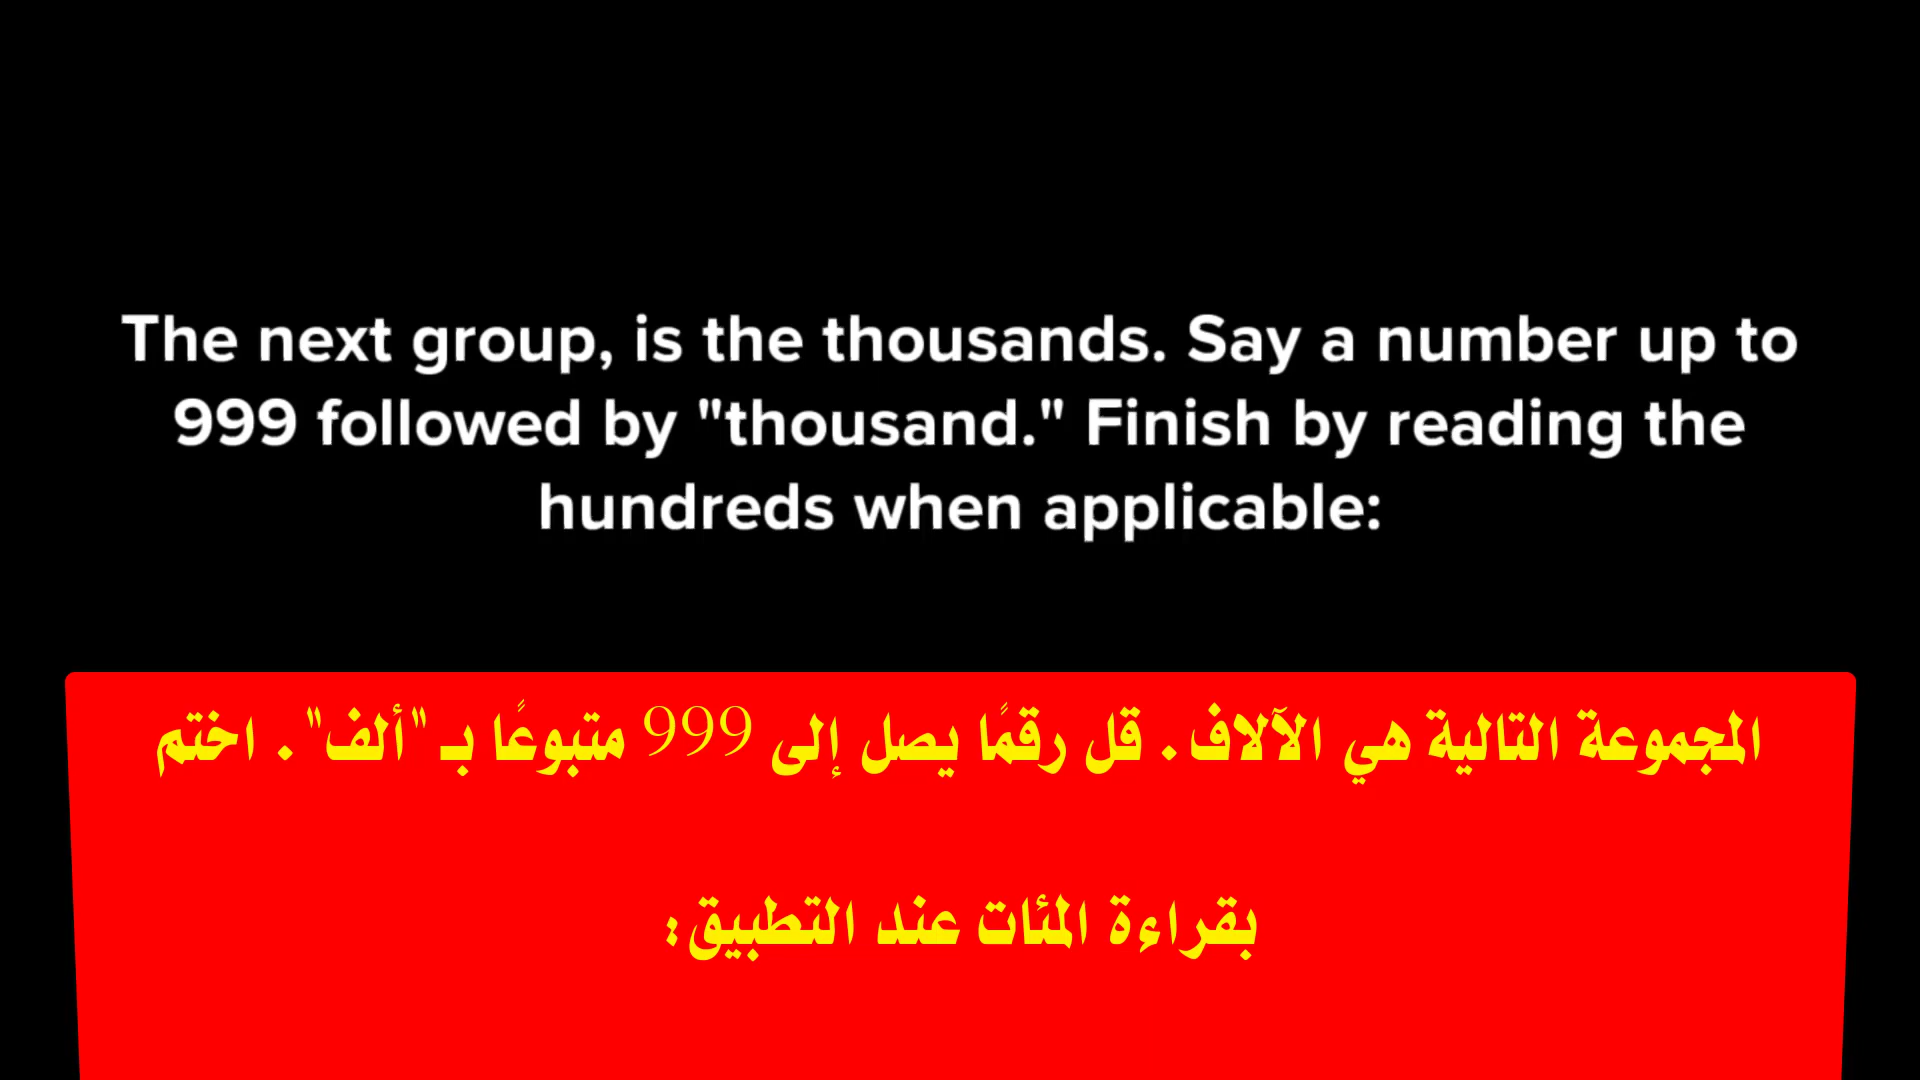 The next group, is the thousands. Say a number up to
999 followed by "thousand." Finish by reading the
hundreds when applicable:
المجموعة التالية هي الآلاف. قل رقمًا يصل إلى 999 متبوعًا بـ "ألف". اختم
بقراءة المئات عند التطبيق: